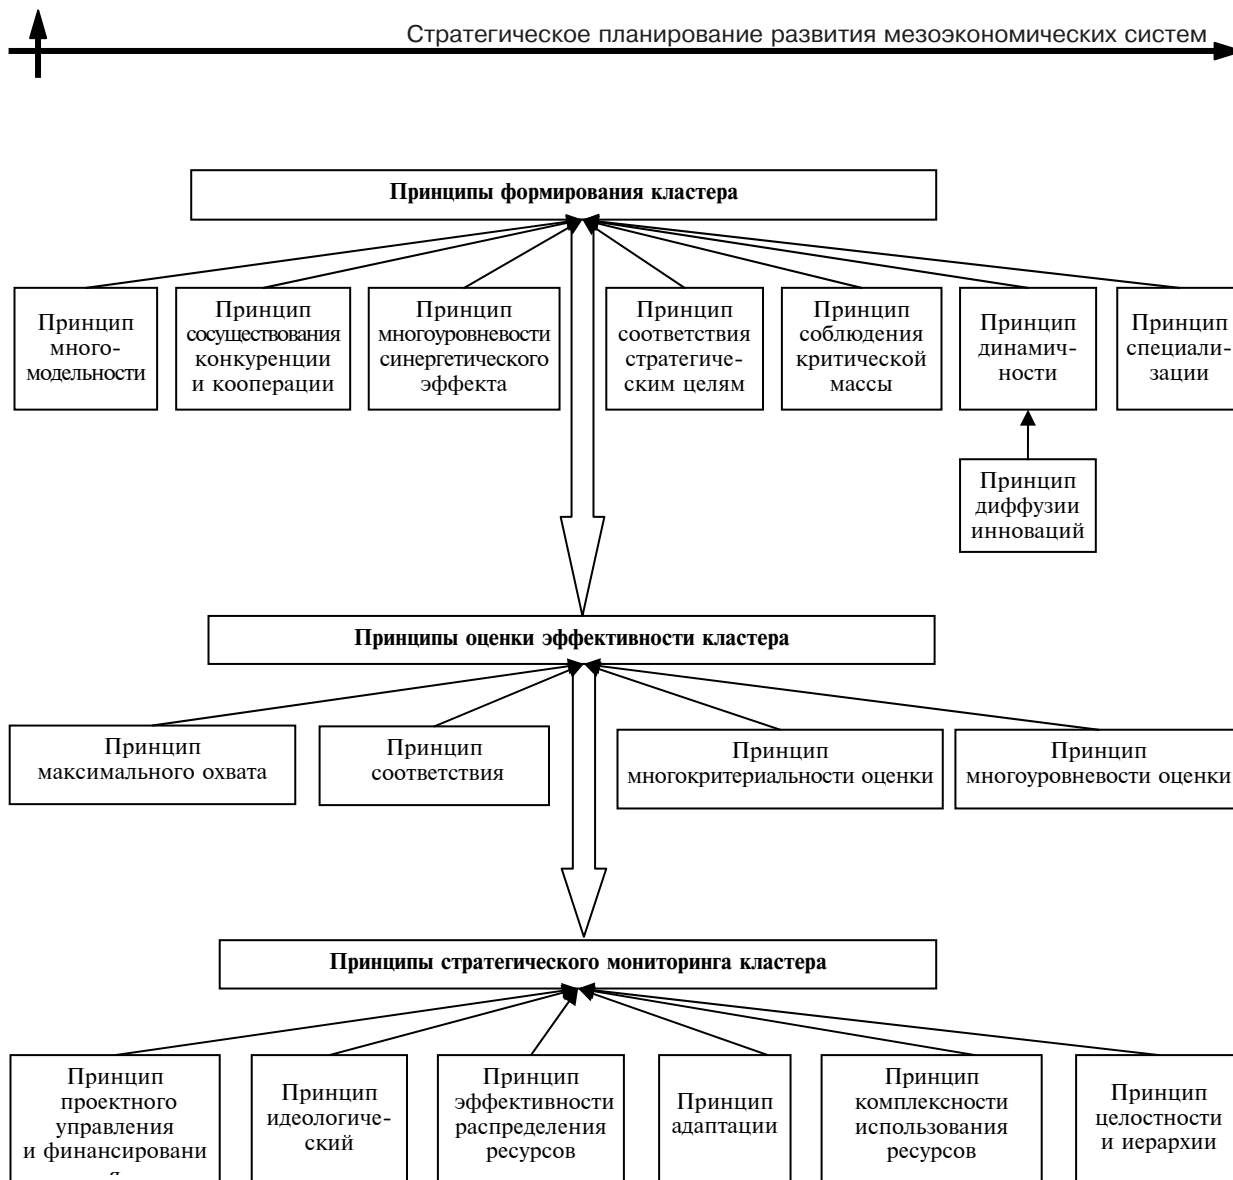 Стратегическое планирование развития мезоэкономических систем
Принципы формирования кластера
Принцип
много-
модельности
Принцип
сосуществования
конкуренции
и кооперации
Принцип
многоуровневости
синергетического
эффекта
Принцип
соответствия
стратегиче-
ским целям
Принцип
соблюдения
критической
массы
Принцип
динамич-
ности
Принцип
специали-
зации
Принцип
диффузии
инноваций
Принципы оценки эффективности кластера
Принцип
максимального охвата
Принцип
соответствия
Принцип
многокритериальности оценки
Принцип
многоуровневости оценки
Принципы стратегического мониторинга кластера
Принцип
проектного
управления
и финансировани
я
Принцип
идеологиче-
ский
Принцип
эффективности
распределения
ресурсов
Принцип
адаптации
Принцип
комплексности
использования
ресурсов
Принцип
целостности
и иерархии